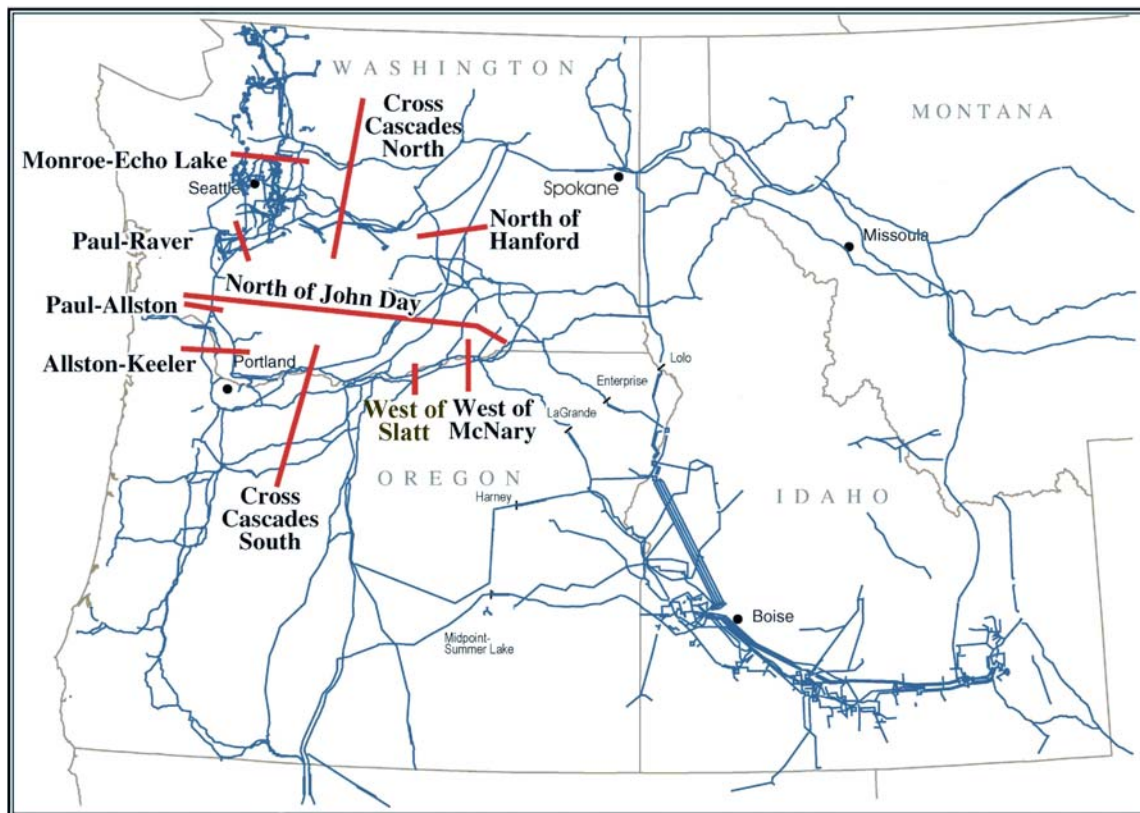 WASHINGTON
MONTANA
Cross
Cascades
North
Monroe-Echo Lake
Seattle
Spokane
North of
Hanford
Paul-Raver
Missoula
North of John Day
Paul-Allston
Allston-Keeler
Portland
Lolo
Enterprise
LaGrande
West of
Slatt
West of
McNary
OREGON
Harney
IDAHO
Cross
Cascades
South
Boise
Midpoint-
Summer Lake